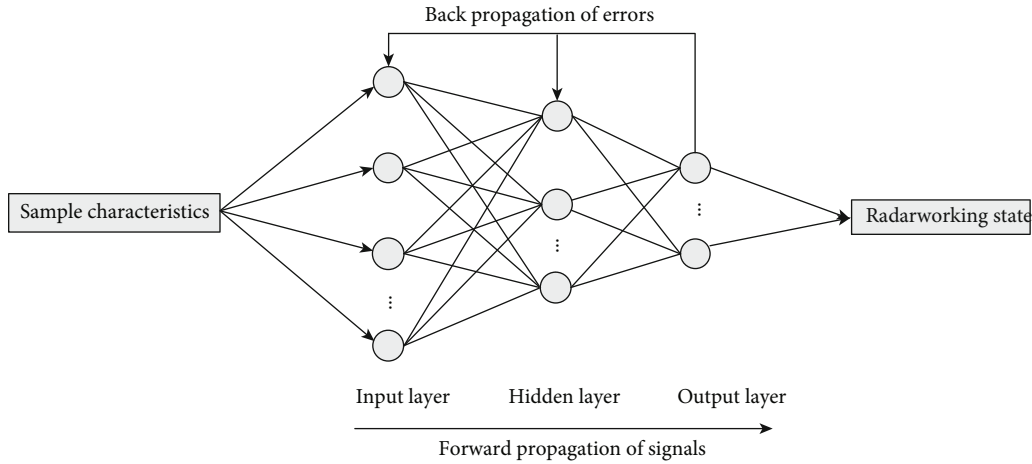 Back propagation of errors
Sample characteristics
Radarworking state
Input layer
Hidden layer
Output layer
Forward propagation of signals